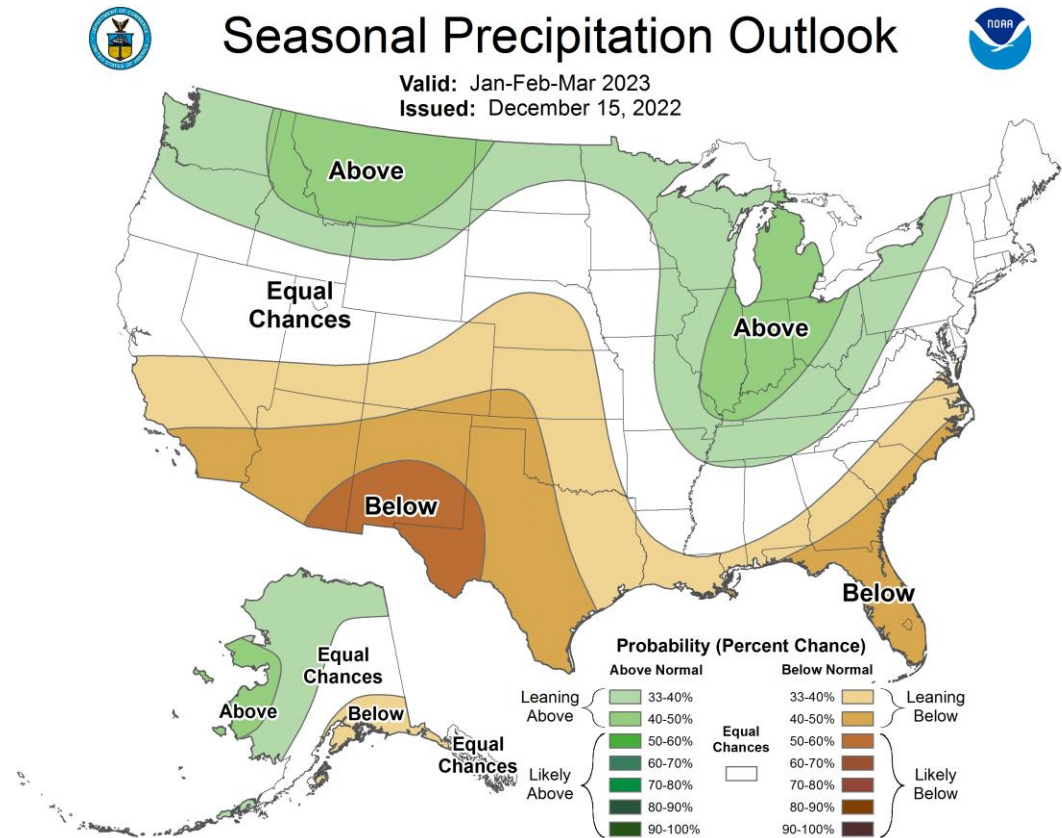 Seasonal Precipitation Outlook
NOAA
Valid: Jan-Feb-Mar 2023
Issued: December 15, 2022
Above
Equal
Chances
Above
Below
Below
Equal
Chances
Above
Below
Equal
Chances
Probability (Percent Chance)
Above Normal
Below Normal
Leaning
Above
33-40%
40-50%
50-60%
60-70%
70-80%
80-90%
90-100%
Likely
Above
Equal
Chances
33-40%
40-50%
50-60%
60-70%
70-80%
80-90%
90-100%
Leaning
Below
Likely
Below